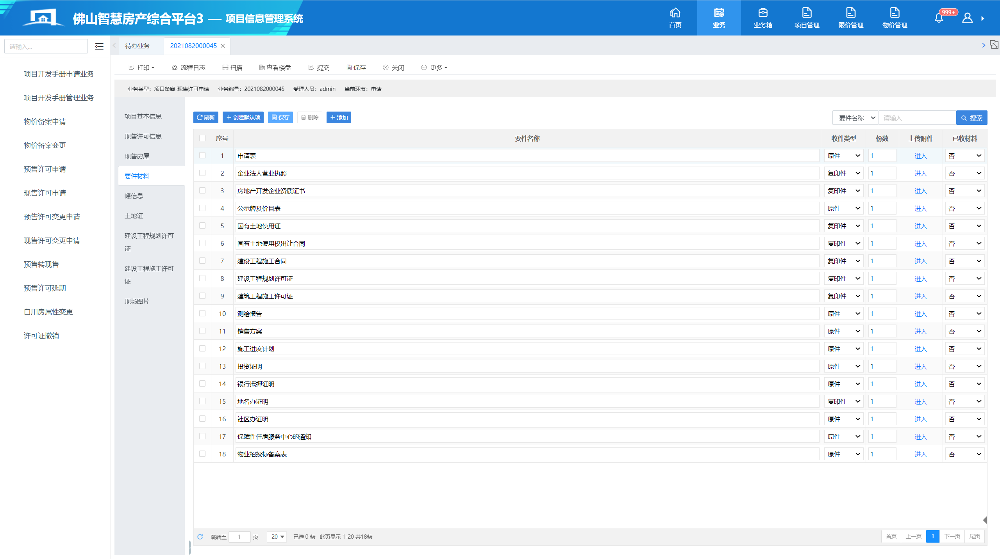 佛山智慧房产综合平台3 — 项目信息管理系统
首页
业务
业务箱
项目管理
限价管理
物价管理
999+
请输入...
待办业务
2021082000045
打印
流程日志
扫描
查看楼盘
提交
保存
关闭
更多
业务类型：项目备案-现售许可申请 业务编号：2021082000045 受理人员：admin 当前环节：申请
项目开发手册申请业务
项目开发手册管理业务
物价备案申请
物价备案变更
预售许可申请
现售许可申请
预售许可变更申请
现售许可变更申请
预售转现售
预售许可延期
自用房属性变更
许可证撤销
项目基本信息
现售许可信息
现售房屋
要件材料
幢信息
土地证
建设工程规划许可
证
建设工程施工许可
证
现场图片
刷新
创建默认项
保存
删除
添加
要件名称
请输入
搜索
序号 要件名称 收件类型 份数 上传附件 已收材料
1 申请表 原件 1 进入 否
2 企业法人营业执照 复印件 1 进入 否
3 房地产开发企业资质证书 复印件 1 进入 否
4 公示牌及价目表 原件 1 进入 否
5 国有土地使用证 复印件 1 进入 否
6 国有土地使用权出让合同 复印件 1 进入 否
7 建设工程施工合同 复印件 1 进入 否
8 建设工程规划许可证 复印件 1 进入 否
9 建筑工程施工许可证 复印件 1 进入 否
10 测绘报告 原件 1 进入 否
11 销售方案 原件 1 进入 否
12 施工进度计划 原件 1 进入 否
13 投资证明 原件 1 进入 否
14 银行抵押证明 原件 1 进入 否
15 地名办证明 复印件 1 进入 否
16 社区办证明 原件 1 进入 否
17 保障性住房服务中心的通知 原件 1 进入 否
18 物业招投标备案表 原件 1 进入 否
跳转至 1 页 20 已选 0 条 此页显示 1-20 共18条
首页 上一页 1 下一页 尾页